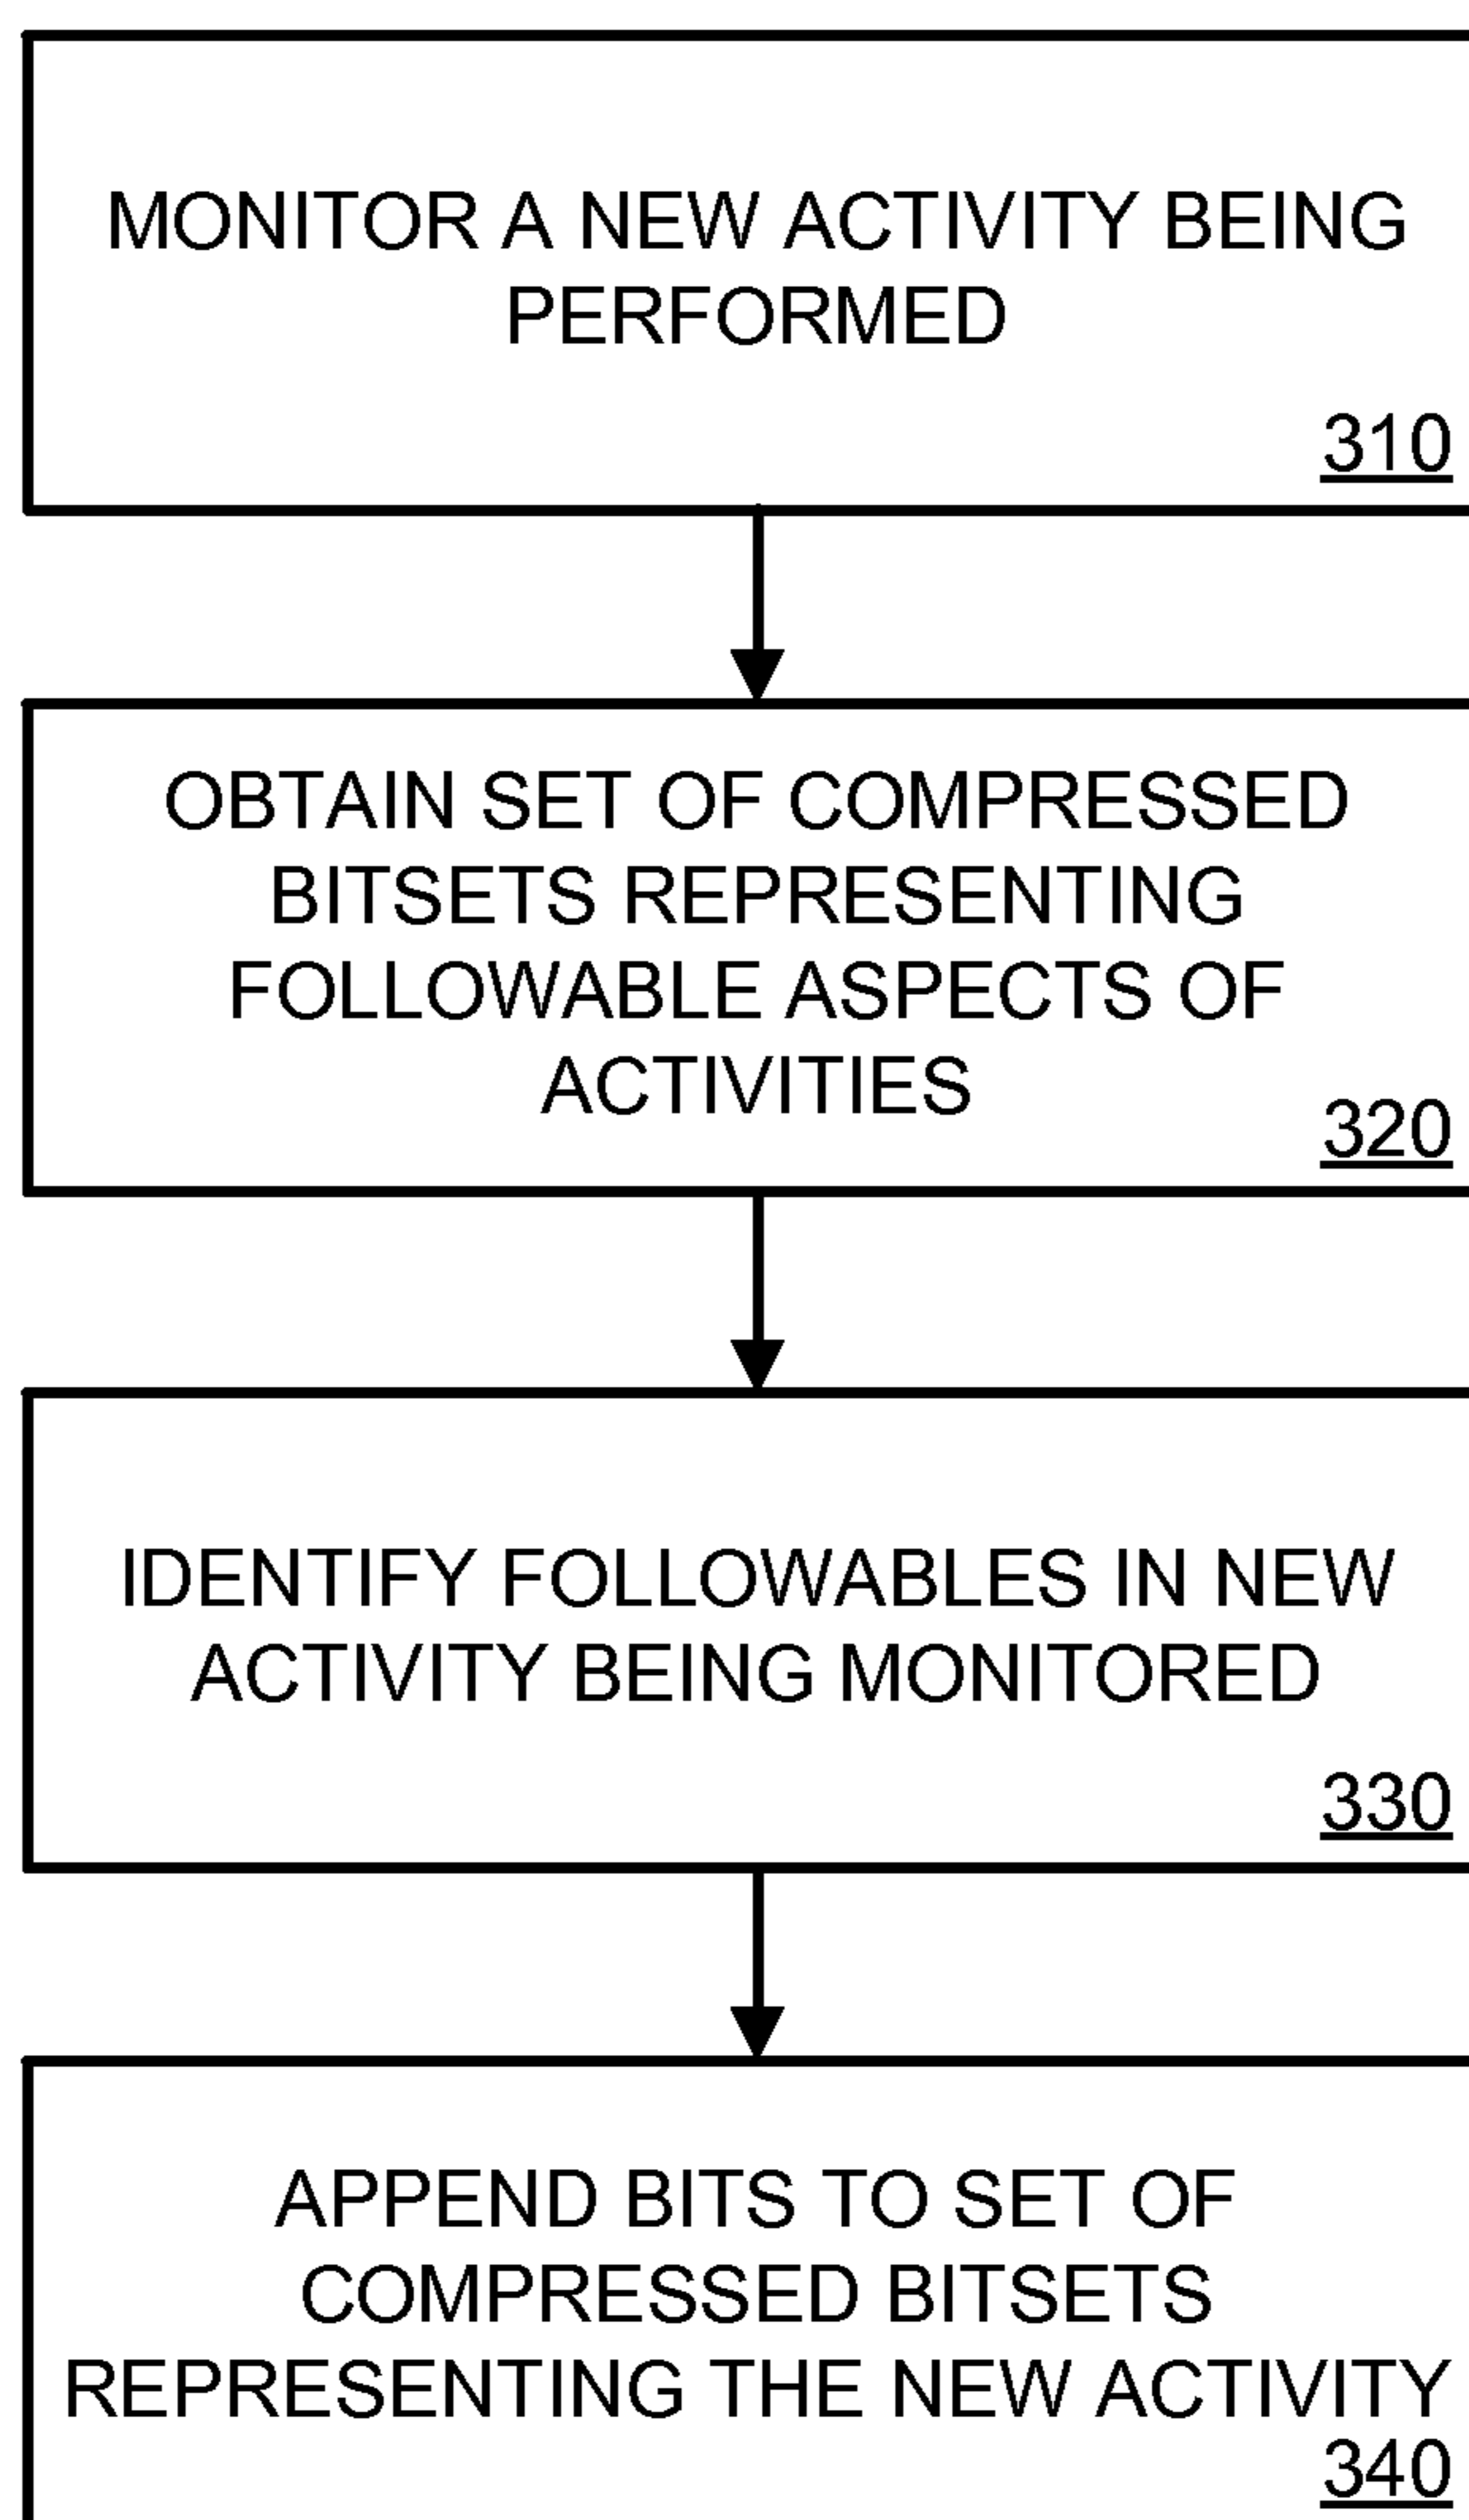 MONITOR A NEW ACTIVITY BEING
PERFORMED
310
OBTAIN SET OF COMPRESSED
BITSETS REPRESENTING
FOLLOWABLE ASPECTS OF
ACTIVITIES
320
IDENTIFY FOLLOWABLES IN NEW
ACTIVITY BEING MONITORED
330
APPEND BITS TO SET OF
COMPRESSED BITSETS
REPRESENTING THE NEW ACTIVITY
340